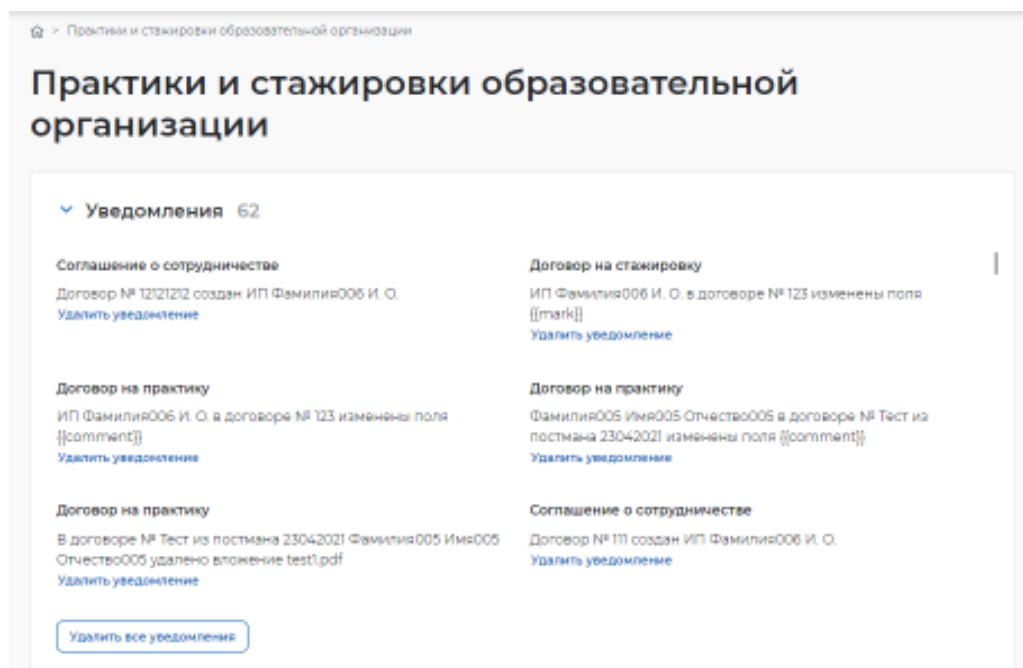 > Практики и стажировки образовательной организации
Практики и стажировки образовательной
организации
Уведомления 62
Соглашение о сотрудничестве
Договор № 12121212 создан ИП Фамилия006 И. О.
Удалить уведомление
Договор на стажировку
ИП Фамилия006 И. О. в договоре № 123 изменены поля
{{mark}}
Удалить уведомление
Договор на практику
ИП Фамилия006 И. О. в договоре № 123 изменены поля
{{comment}}
Удалить уведомление
Договор на практику
Фамилия005 Имя005 Отчество005 в договоре № Тест из
постмана 23042021 изменены поля {{comment}}
Удалить уведомление
Договор на практику
В договоре № Тест из постмана 23042021 Фамилия005 Имя005
Отчество005 удалено вложение test1.pdf
Удалить уведомление
Соглашение о сотрудничестве
Договор № 111 создан ИП Фамилия006 И. О.
Удалить уведомление
Удалить все уведомления